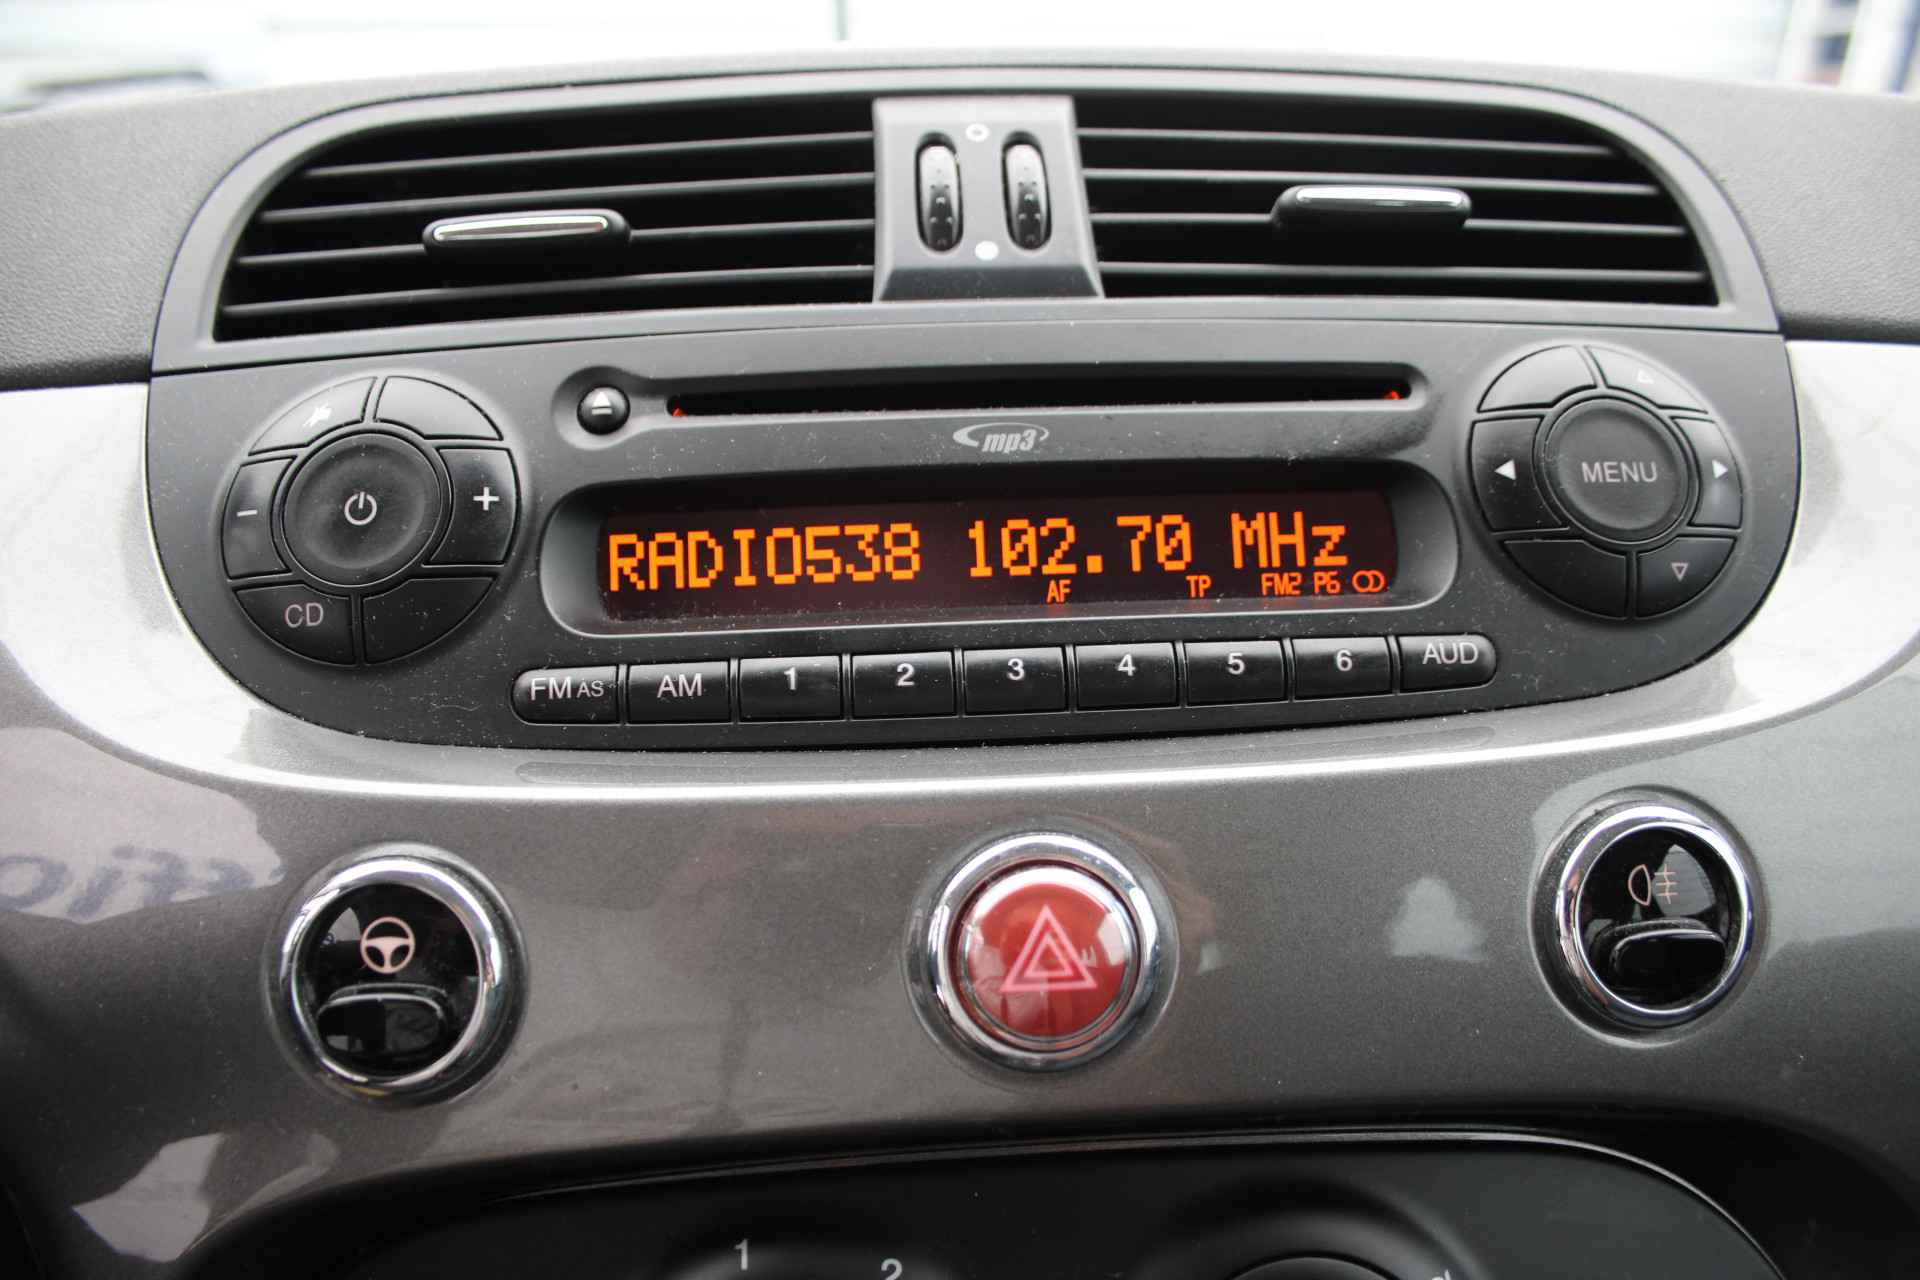 mp3
RADIO538 102.70 MHz
AF TP FM2 P6
MENU
CD
FM AS AM 1 2 3 4 5 6 AUD
1 2